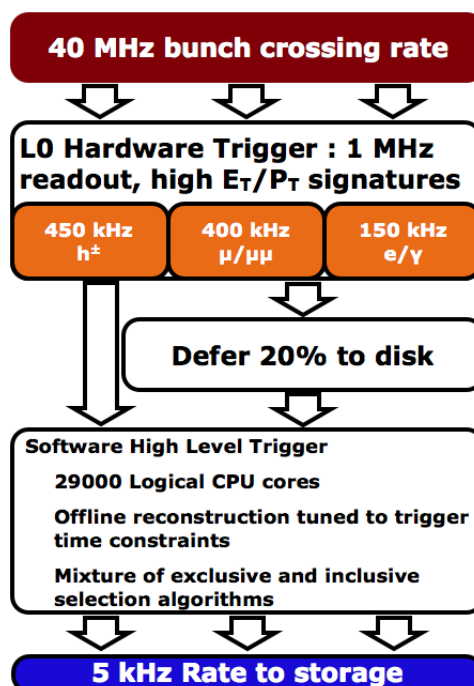 40 MHz bunch crossing rate
L0 Hardware Trigger : 1 MHz
readout, high E_T/P_T signatures
450 kHz
h±
400 kHz
μ/μμ
150 kHz
e/γ
Defer 20% to disk
Software High Level Trigger
29000 Logical CPU cores
Offline reconstruction tuned to trigger
time constraints
Mixture of exclusive and inclusive
selection algorithms
5 kHz Rate to storage